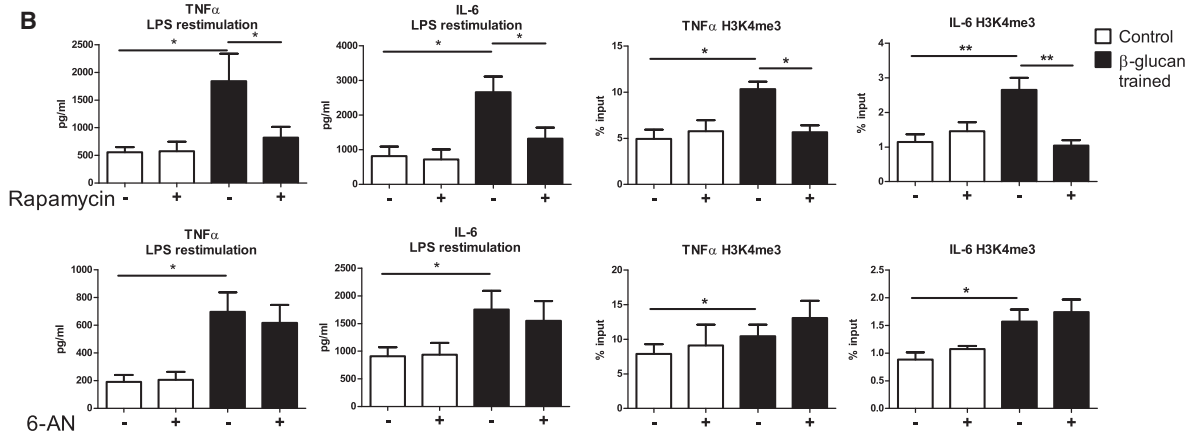 B
TNFα
LPS restimulation
IL-6
LPS restimulation
TNFα H3K4me3
IL-6 H3K4me3
Control
β-glucan
trained
pg/ml
2500
2000
1500
1000
500
0
* *
- + - +
pg/ml
4000
3000
2000
1000
0
* *
- + - +
% input
15
10
5
0
* *
- + - +
% input
4
3
2
1
0
** **
- + - +
Rapamycin
TNFα
LPS restimulation
IL-6
LPS restimulation
TNFα H3K4me3
IL-6 H3K4me3
pg/ml
1000
800
600
400
200
0
*
- + - +
pg/ml
2500
2000
1500
1000
500
0
*
- + - +
% input
20
15
10
5
0
*
- + - +
% input
2.5
2.0
1.5
1.0
0.5
0.0
*
- + - +
6-AN